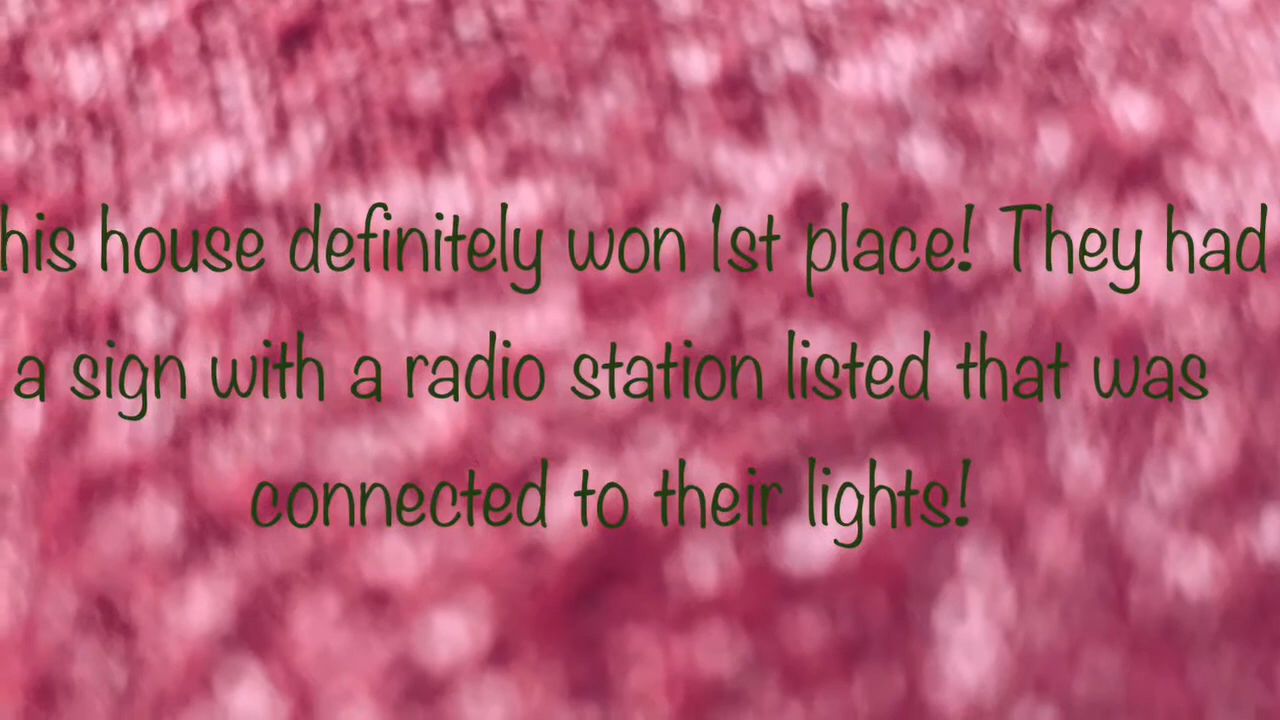 his house definitely won 1st place! They had
a sign with a radio station listed that was
connected to their lights!